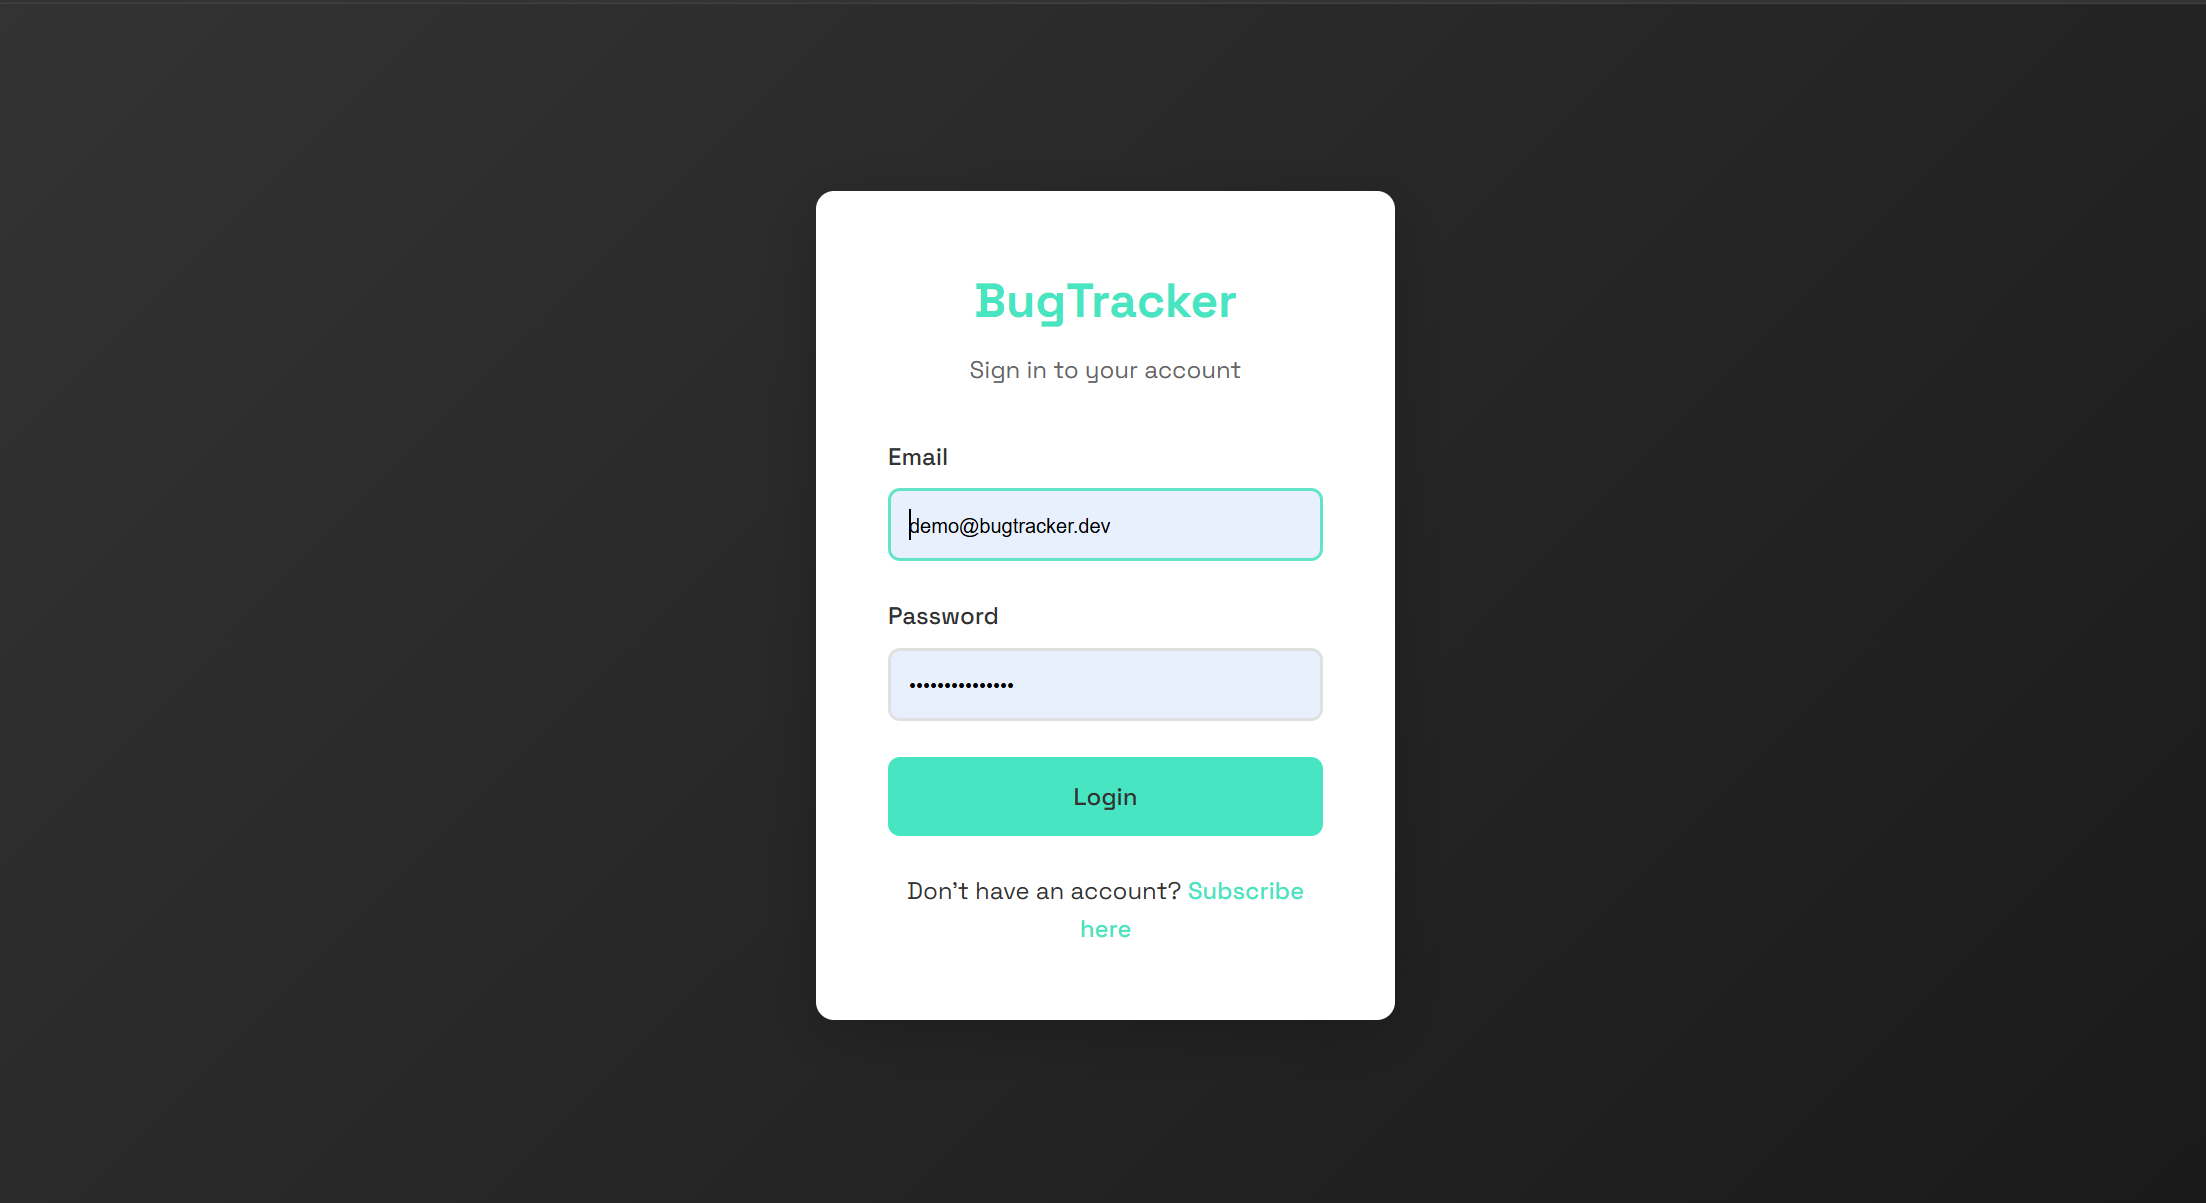 BugTracker
Sign in to your account
Email
demo@bugtracker.dev
Password
•••••••••••••••
Login
Don't have an account? Subscribe
here